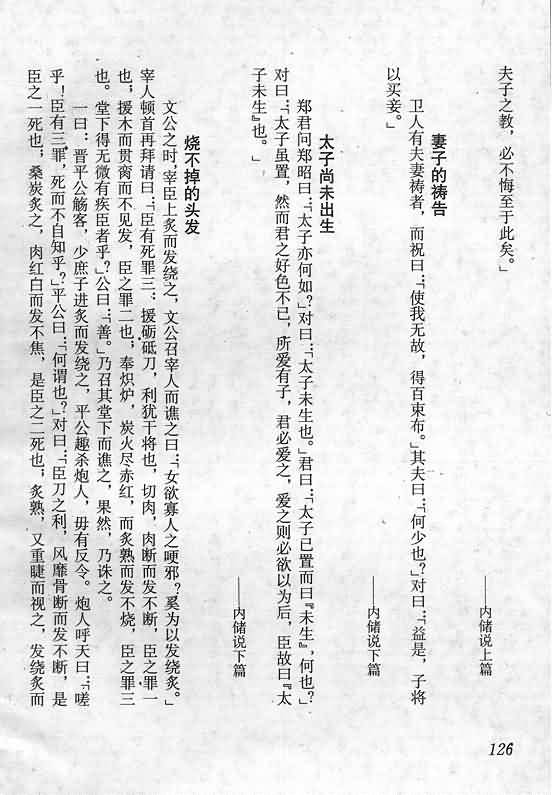 夫子之教，必不悔至于此矣。”
——内储说上篇
妻子的祷告
卫人有夫妻祷者，而祝曰：“使我无故，得百束布。”其夫曰：“何少也？”对曰：“益是，子将
以买妾。”
——内储说下篇
太子尚未出生
郑君问郑昭曰：“太子亦何如？”对曰：“太子未生也。”君曰：“太子已置而曰『未生』，何也？”
对曰：“太子虽置，然而君之好色不已，所爱有子，君必爱之，爱之则必欲以为后，臣故曰『太
子未生』也。”
——内储说下篇
烧不掉的头发
文公之时，宰臣上炙而发绕之，文公召宰人而谯之曰：“女欲寡人之哽邪？奚为以发绕炙。”
宰人顿首再拜请曰：“臣有死罪三：援砺砥刀，利犹干将也，切肉，肉断而发不断，臣之罪一
也，援木而贯脔而不见发，臣之罪二也，奉炽炉，炭火尽赤红，而炙熟而发不烧，臣之罪三
也。堂下得无微有疾臣者乎？”公曰：“善。”乃召其堂下而谯之，果然，乃诛之。
一曰：晋平公觞客，少庶子进炙而发绕之，平公趣杀炮人，毋有反令。炮人呼天曰：“嗟
乎！臣有三罪，死而不自知乎？”平公曰：“何谓也？”对曰：“臣刀之利，风靡骨断而发不断，是
臣之一死也，桑炭炙之，肉红白而发不焦，是臣之二死也，炙熟，又重睫而视之，发绕炙而
126